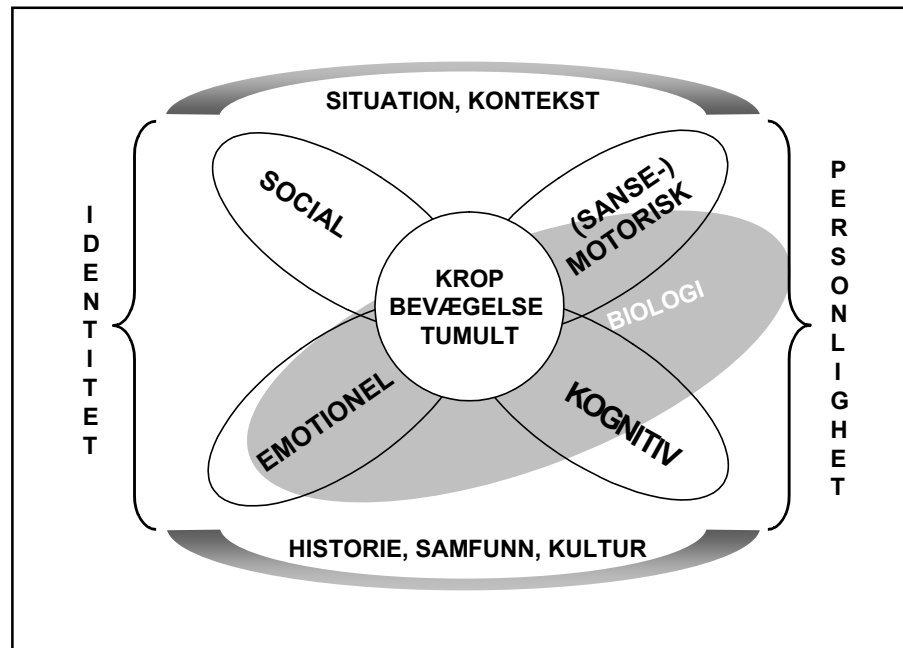 SITUATION, KONTEKST
IDENTITET
SOCIAL
(SANSE-)
MOTORISK
PERSONLIGHET
KROP
BEVÆGELSE
TUMULT
BIOLOGI
EMOTIONEL
KOGNITIV
HISTORIE, SAMFUNN, KULTUR